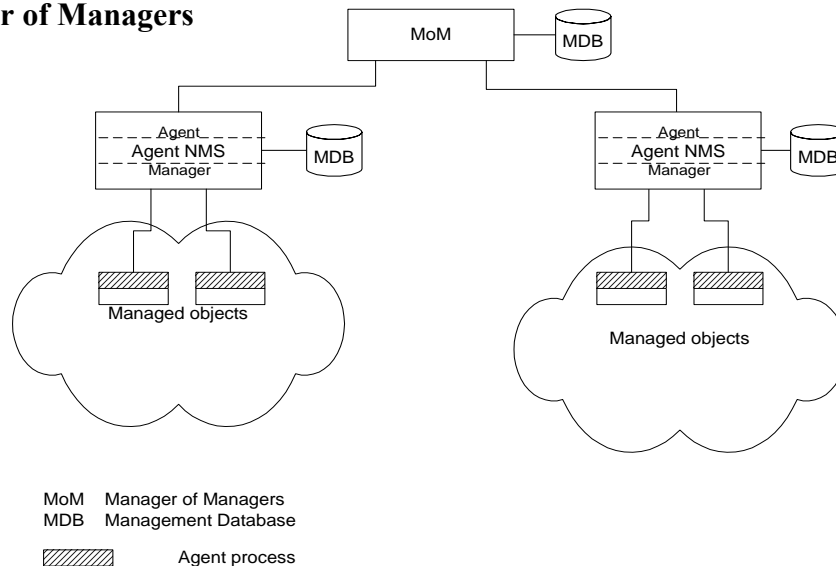 r of Managers
MoM
MDB
Agent
Agent NMS
Manager
MDB
Agent
Agent NMS
Manager
MDB
Managed objects
Managed objects
MoM Manager of Managers
MDB Management Database
Agent process